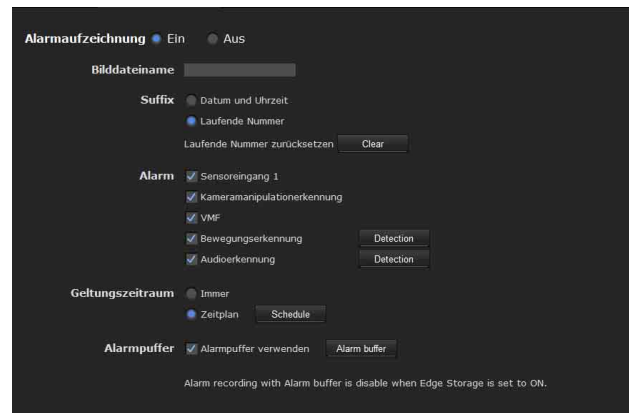 Alarmaufzeichnung Ein Aus
Bilddateiname
Suffix Datum und Uhrzeit
Laufende Nummer
Laufende Nummer zurücksetzen Clear
Alarm Sensoreingang 1
Kameramanipulationerkennung
VMF
Bewegungserkennung Detection
Audioerkennung Detection
Geltungszeitraum Immer
Zeitplan Schedule
Alarmpuffer Alarmpuffer verwenden Alarm buffer
Alarm recording with Alarm buffer is disable when Edge Storage is set to ON.